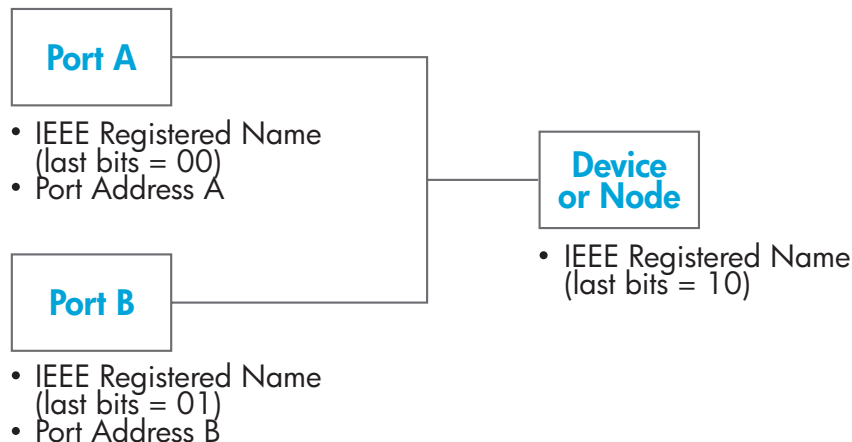 Port A
• IEEE Registered Name
(last bits = 00)
• Port Address A
Device
or Node
• IEEE Registered Name
(last bits = 10)
Port B
• IEEE Registered Name
(last bits = 01)
• Port Address B